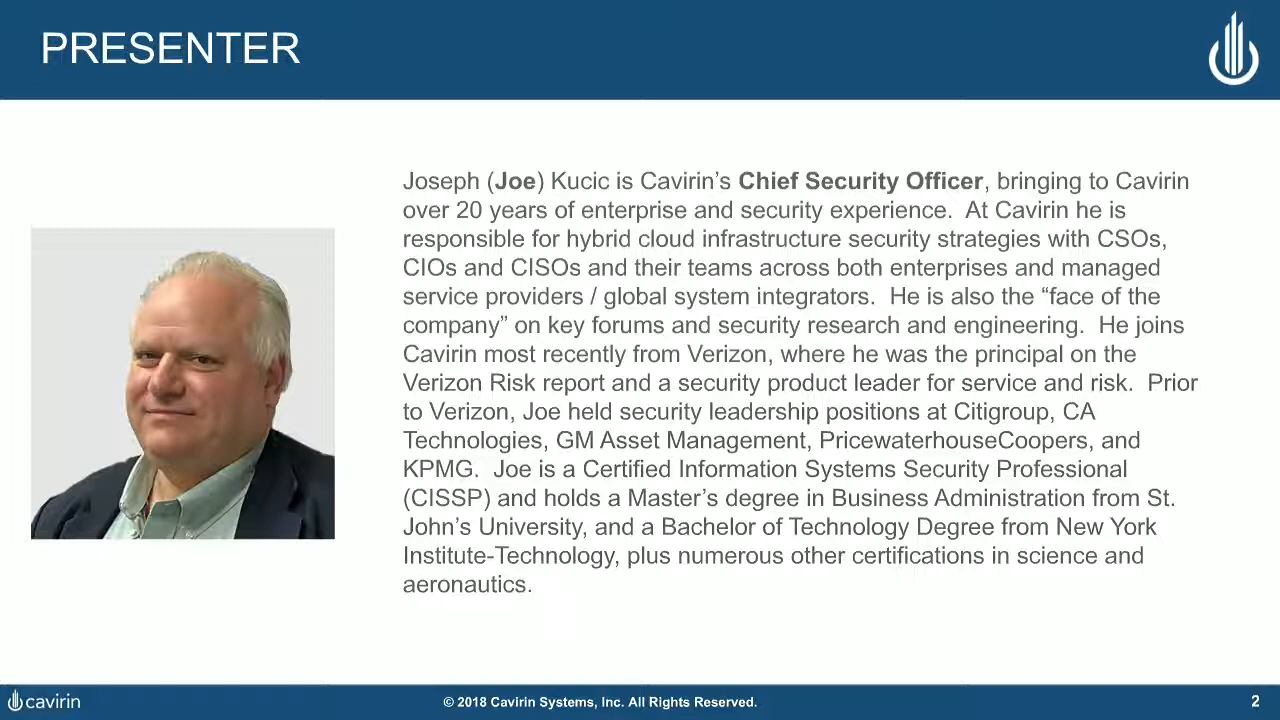 PRESENTER
Joseph (Joe) Kucic is Cavirin’s Chief Security Officer, bringing to Cavirin
over 20 years of enterprise and security experience.  At Cavirin he is
responsible for hybrid cloud infrastructure security strategies with CSOs,
CIOs and CISOs and their teams across both enterprises and managed
service providers / global system integrators.  He is also the “face of the
company” on key forums and security research and engineering.  He joins
Cavirin most recently from Verizon, where he was the principal on the
Verizon Risk report and a security product leader for service and risk.  Prior
to Verizon, Joe held security leadership positions at Citigroup, CA
Technologies, GM Asset Management, PricewaterhouseCoopers, and
KPMG.  Joe is a Certified Information Systems Security Professional
(CISSP) and holds a Master’s degree in Business Administration from St.
John’s University, and a Bachelor of Technology Degree from New York
Institute-Technology, plus numerous other certifications in science and
aeronautics.
cavirin
© 2018 Cavirin Systems, Inc. All Rights Reserved.
2